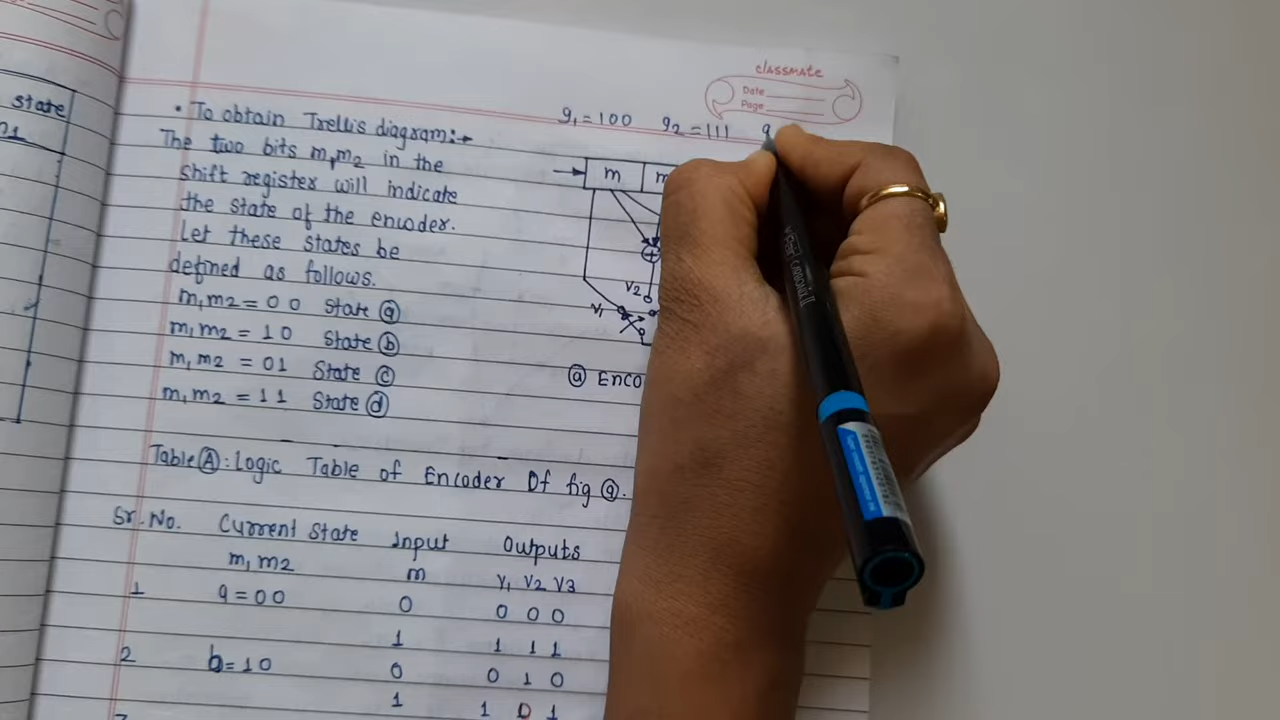 state
classmate
Date
Page
g1 = 100 g2 = 111 g
• To obtain Trellis diagram:-
The two bits m1m2 in the
shift register will indicate
the state of the encoder.
Let these states be
defined as follows.
m1m2 = 0 0 State ⓐ
m1m2 = 1 0 State ⓑ
m1m2 = 01 State ⓒ
m1m2 = 1 1 State ⓓ
m m
+
V2
V1
ⓐ Enco
Table Ⓐ: Logic Table of Encoder Of fig ⓐ.
Sr.No. Current State Input Outputs
m1m2 m V1 V2 V3
1 a = 0 0 0 0 0 0
1 1 1 1
2 b = 1 0 0 0 1 0
1 1 0 1